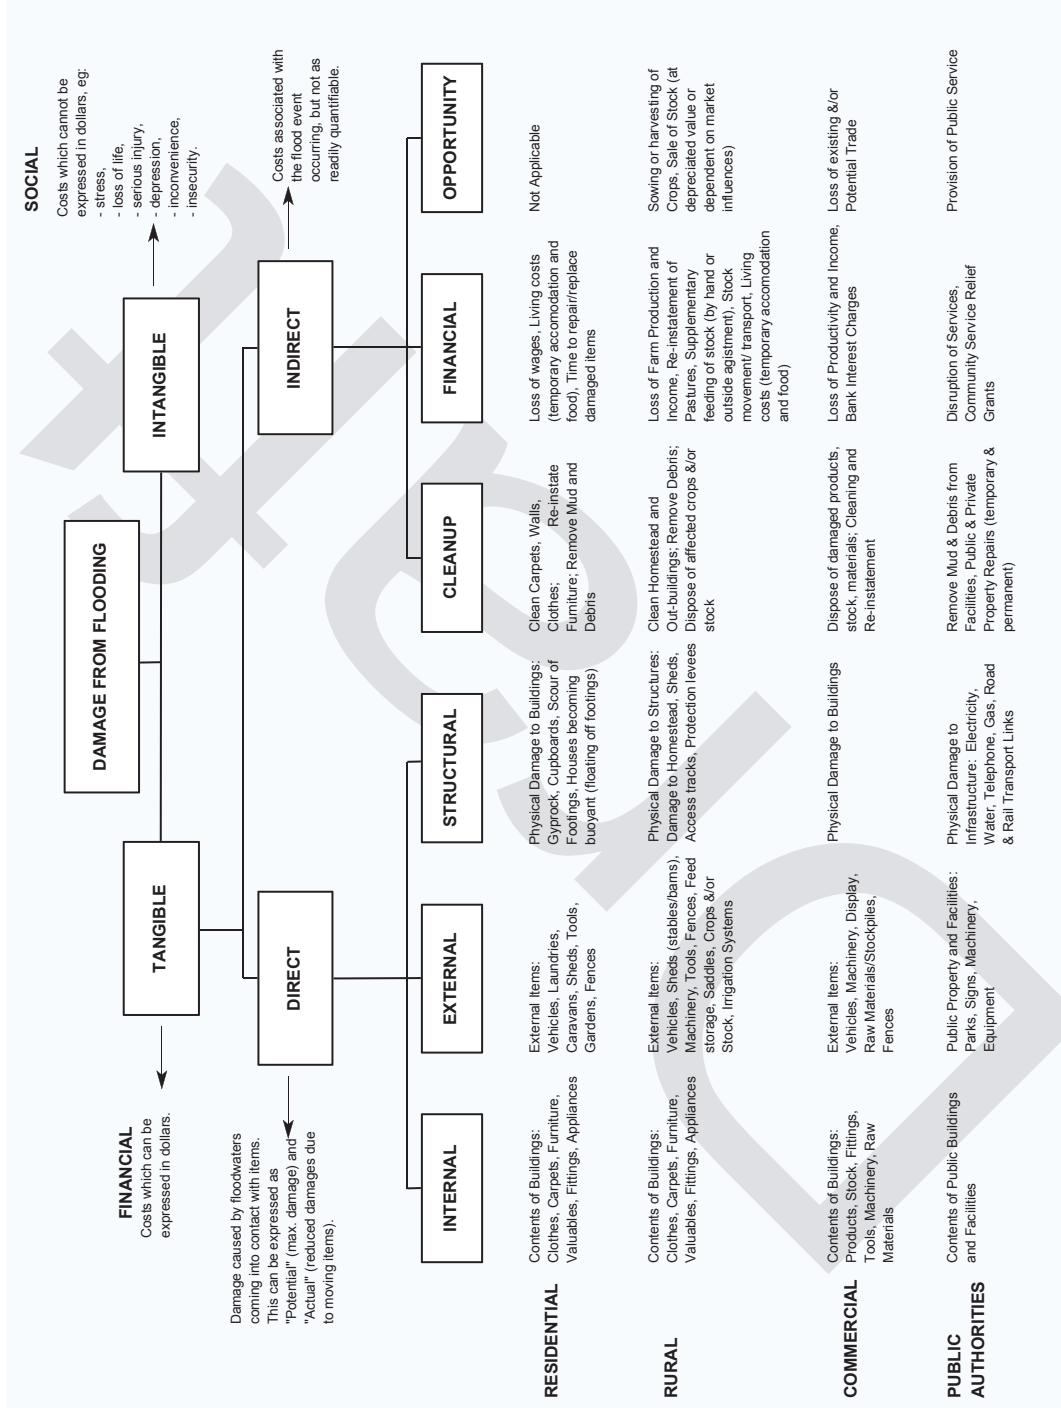 SOCIAL
Costs which cannot be
expressed in dollars, eg:
- stress,
- loss of life,
- serious injury,
- depression,
- inconvenience,
- insecurity.
DAMAGE FROM FLOODING
FINANCIAL
Costs which can be
expressed in dollars.
TANGIBLE
INTANGIBLE
Damage caused by floodwaters
coming into contact with items.
This can be expressed as
"Potential" (max. damage) and
"Actual" (reduced damages due
to moving items).
DIRECT
INDIRECT
Costs associated with
the flood event
occurring, but not as
readily quantifiable.
INTERNAL
EXTERNAL
STRUCTURAL
CLEANUP
FINANCIAL
OPPORTUNITY
RESIDENTIAL
Contents of Buildings:
Clothes, Carpets, Furniture,
Valuables, Fittings, Appliances
External Items:
Vehicles, Laundries,
Caravans, Sheds, Tools,
Gardens, Fences
Physical Damage to Buildings:
Gyprock, Cupboards, Scour of
Footings, Houses becoming
buoyant (floating off footings)
Clean Carpets, Walls,
Clothes; Re-instate
Furniture; Remove Mud and
Debris
Loss of wages, Living costs
(temporary accomodation and
food), Time to repair/replace
damaged items
Not Applicable
RURAL
Contents of Buildings:
Clothes, Carpets, Furniture,
Valuables, Fittings, Appliances
External Items:
Vehicles, Sheds (stables/barns),
Machinery, Tools, Fences, Feed
storage, Saddles, Crops &/or
Stock, Irrigation Systems
Physical Damage to Structures:
Damage to Homestead, Sheds,
Access tracks, Protection levees
Clean Homestead and
Out-buildings; Remove Debris;
Dispose of affected crops &/or
stock
Loss of Farm Production and
Income, Re-instatement of
Pastures, Supplementary
feeding of stock (by hand or
outside agistment), Stock
movement/ transport, Living
costs (temporary accomodation
and food)
Sowing or harvesting of
Crops, Sale of Stock (at
depreciated value or
dependent on market
influences)
COMMERCIAL
Contents of Buildings:
Products, Stock, Fittings,
Tools, Machinery, Raw
Materials
External Items:
Vehicles, Machinery, Display,
Raw Materials/Stockpiles,
Fences
Physical Damage to Buildings
Dispose of damaged products,
stock, materials; Cleaning and
Re-instatement
Loss of Productivity and Income,
Bank Interest Charges
Loss of existing &/or
Potential Trade
PUBLIC
AUTHORITIES
Contents of Public Buildings
and Facilities
Public Property and Facilities:
Parks, Signs, Machinery,
Equipment
Physical Damage to
Infrastructure: Electricity,
Water, Telephone, Gas, Road
& Rail Transport Links
Remove Mud & Debris from
Facilities, Public & Private
Property Repairs (temporary &
permanent)
Disruption of Services,
Community Service Relief
Grants
Provision of Public Service
Draft